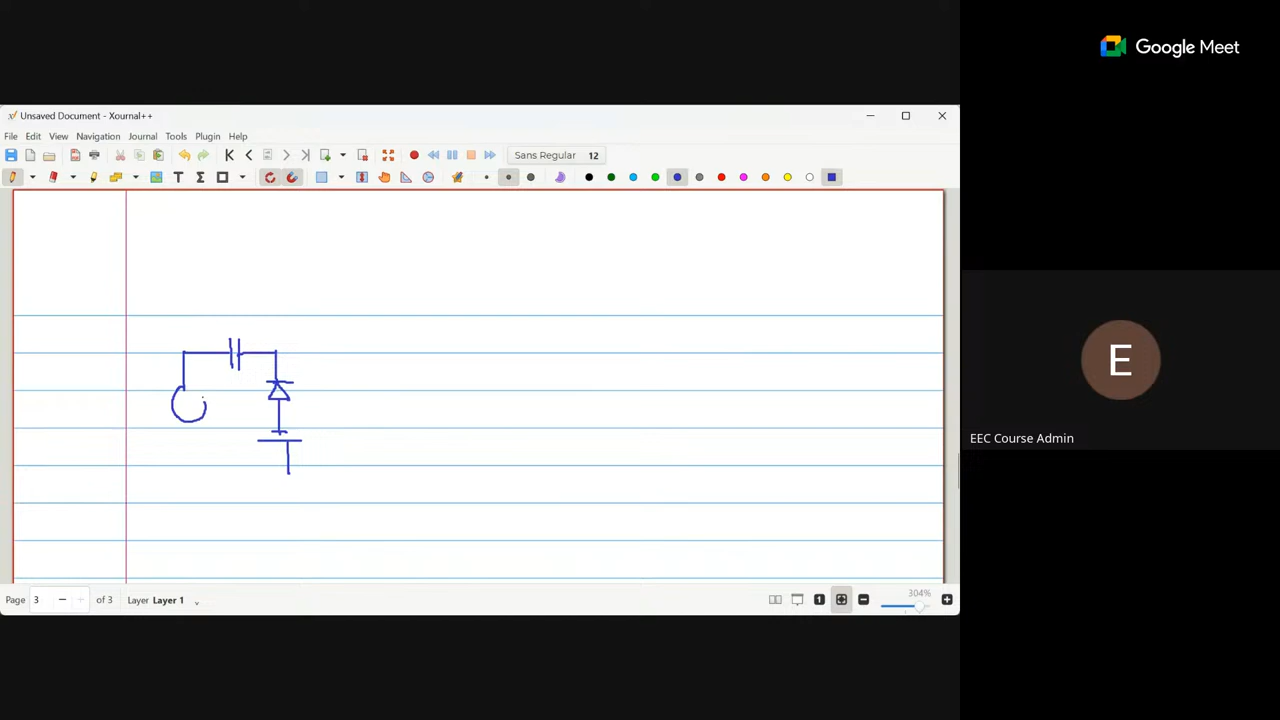 Google Meet
Unsaved Document - Xournal++
File Edit View Navigation Journal Tools Plugin Help
Sans Regular 12
E
EEC Course Admin
Page 3 of 3 Layer Layer 1
304%